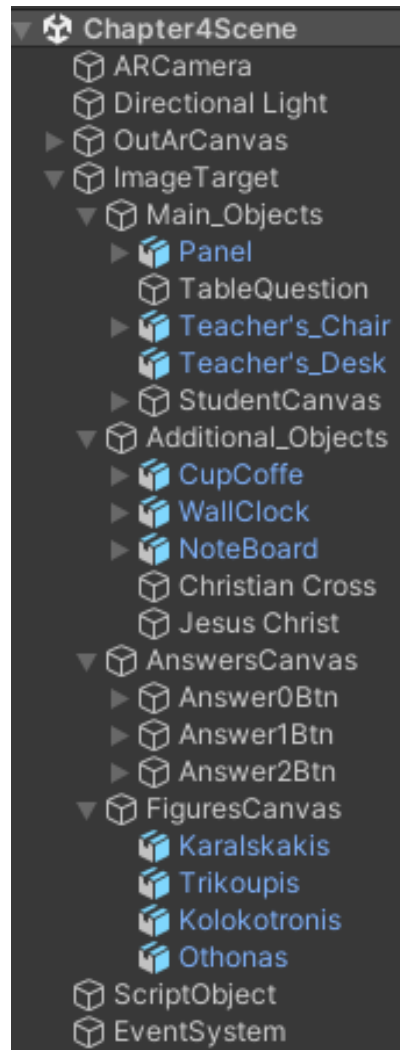 Chapter4Scene
ARCamera
Directional Light
OutArCanvas
ImageTarget
Main_Objects
Panel
TableQuestion
Teacher's_Chair
Teacher's_Desk
StudentCanvas
Additional_Objects
CupCoffe
WallClock
NoteBoard
Christian Cross
Jesus Christ
AnswersCanvas
Answer0Btn
Answer1Btn
Answer2Btn
FiguresCanvas
Karalskakis
Trikoupis
Kolokotronis
Othonas
ScriptObject
EventSystem